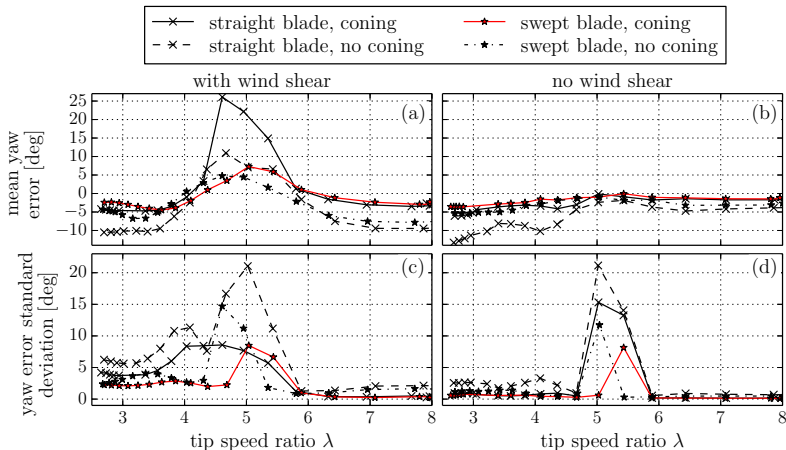 straight blade, coning
swept blade, coning
straight blade, no coning
swept blade, no coning
with wind shear
no wind shear
mean yaw
error [deg]
25
20
15
10
5
0
−5
−10
(a)
(b)
yaw error standard
deviation [deg]
20
15
10
5
0
(c)
(d)
3 4 5 6 7 8
3 4 5 6 7 8
tip speed ratio λ
tip speed ratio λ